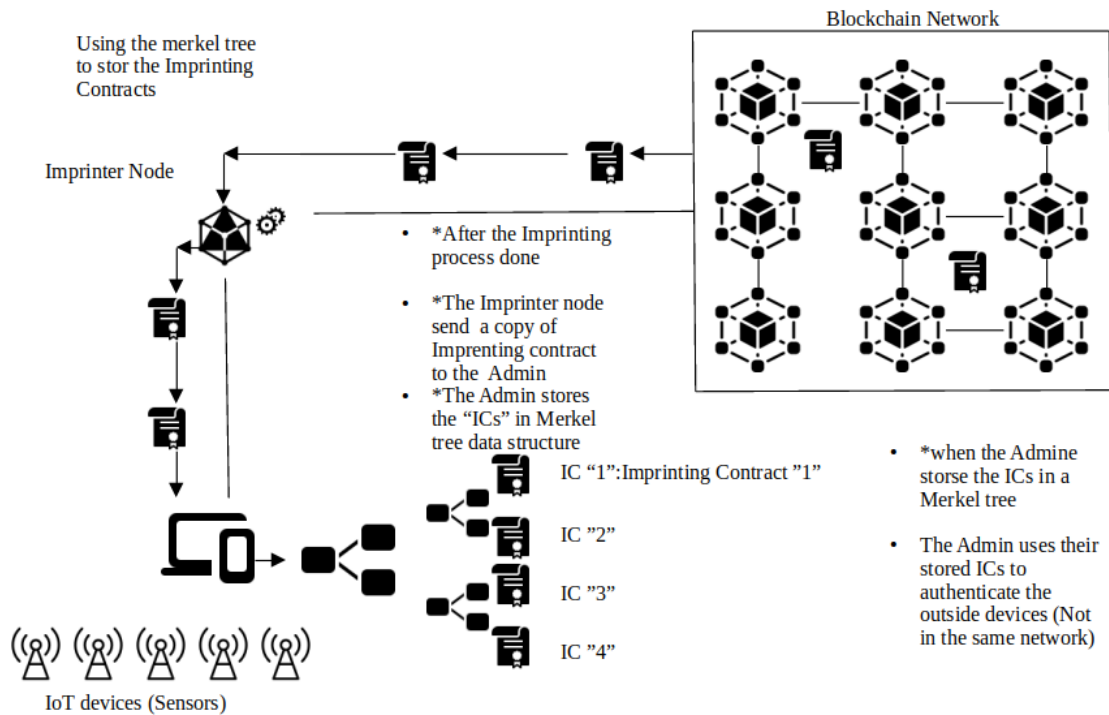 Blockchain Network
Using the merkel tree
to stor the Imprinting
Contracts
Imprinter Node
• *After the Imprinting
process done
• *The Imprinter node
send a copy of
Imprenting contract
to the Admin
• *The Admin stores
the “ICs” in Merkel
tree data structure
IC ”1”:Imprinting Contract ”1”
IC ”2”
IC ”3”
IC ”4”
• *when the Admine
storse the ICs in a
Merkel tree
• The Admin uses their
stored ICs to
authenticate the
outside devices (Not
in the same network)
IoT devices (Sensors)